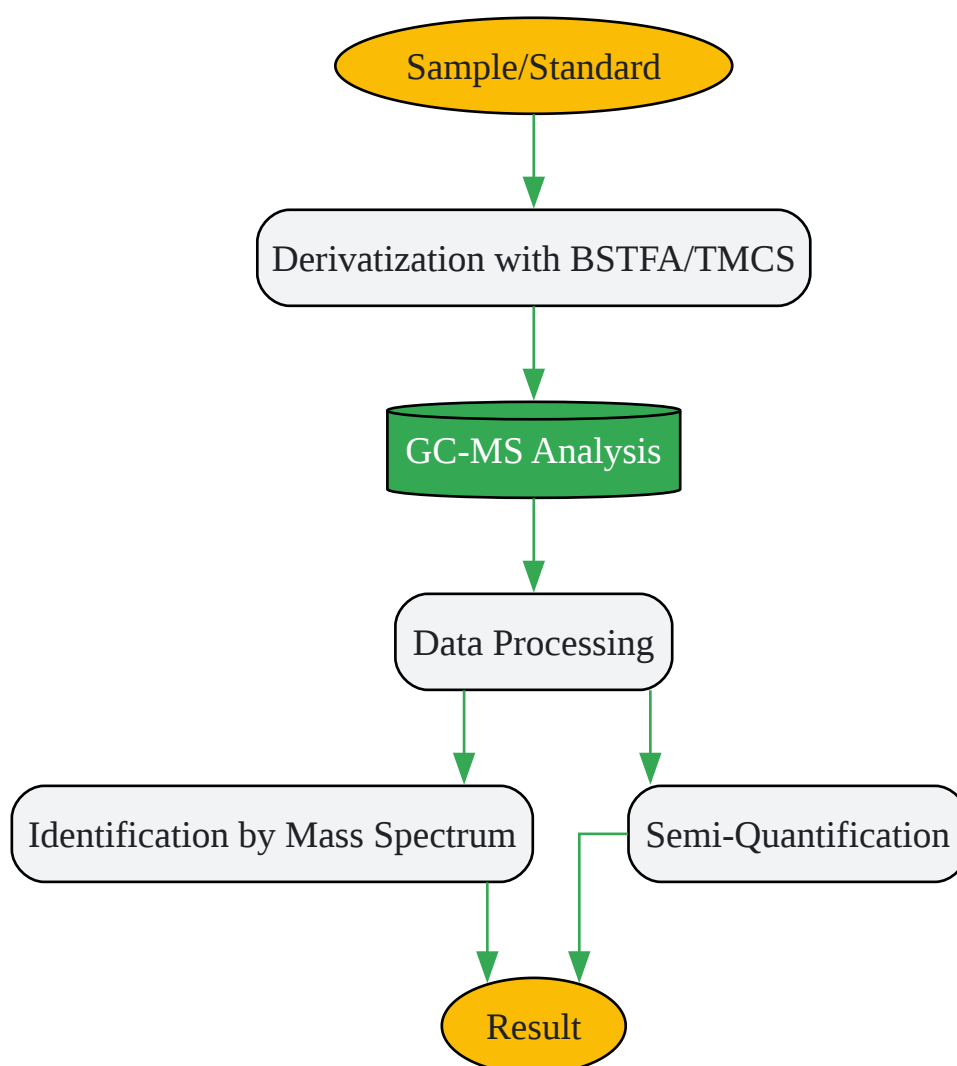 Sample/Standard
Derivatization with BSTFA/TMCS
GC-MS Analysis
Data Processing
Identification by Mass Spectrum
Semi-Quantification
Result